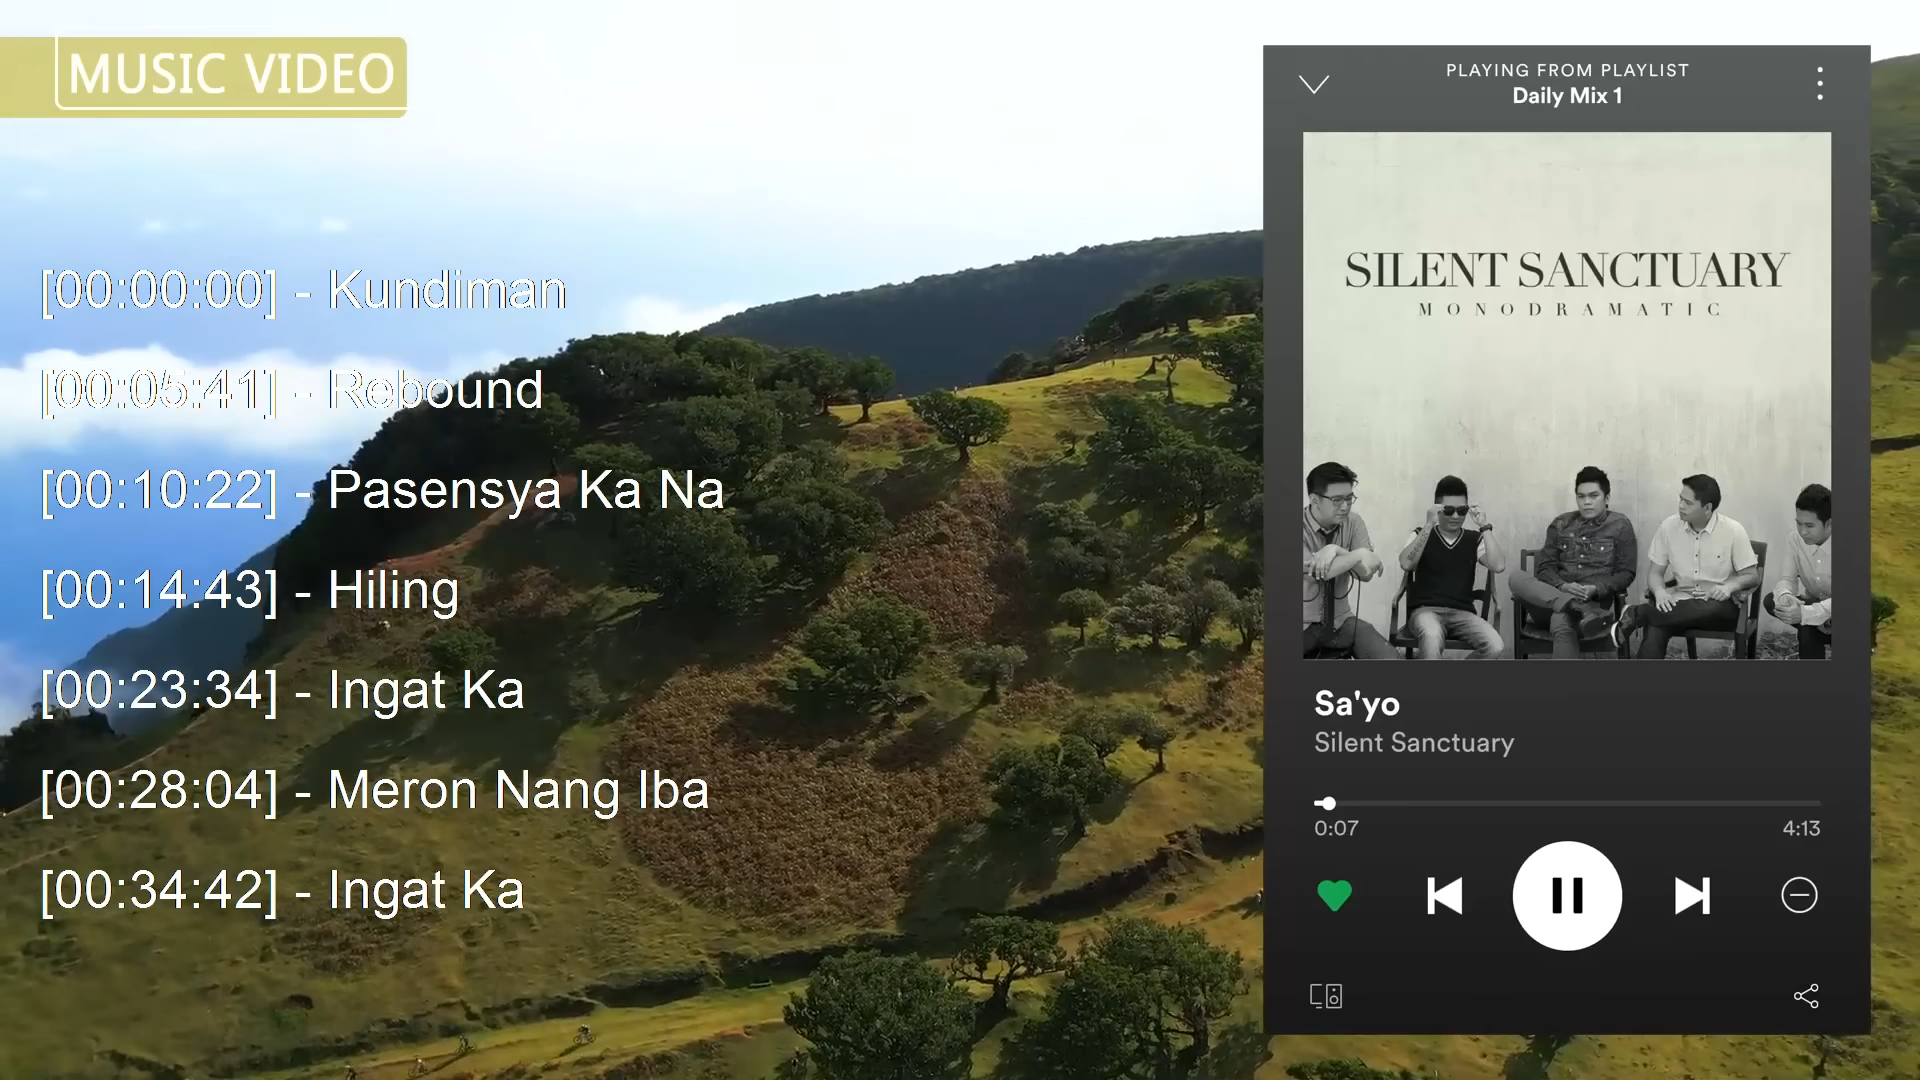 MUSIC VIDEO
[00:00:00] - Kundiman
[00:05:41] - Rebound
[00:10:22] - Pasensya Ka Na
[00:14:43] - Hiling
[00:23:34] - Ingat Ka
[00:28:04] - Meron Nang Iba
[00:34:42] - Ingat Ka
PLAYING FROM PLAYLIST
Daily Mix 1
SILENT SANCTUARY
MONODRAMATIC
Sa'yo
Silent Sanctuary
0:07
4:13